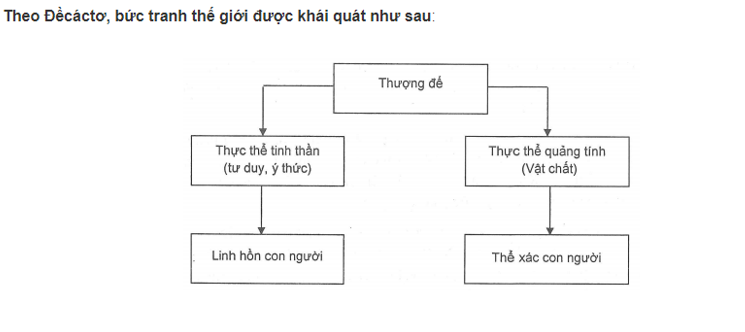 Theo Đềcáctơ, bức tranh thế giới được khái quát như sau:
Thượng đế
Thực thể tinh thần
(tư duy, ý thức)
Thực thể quảng tính
(Vật chất)
Linh hồn con người
Thể xác con người